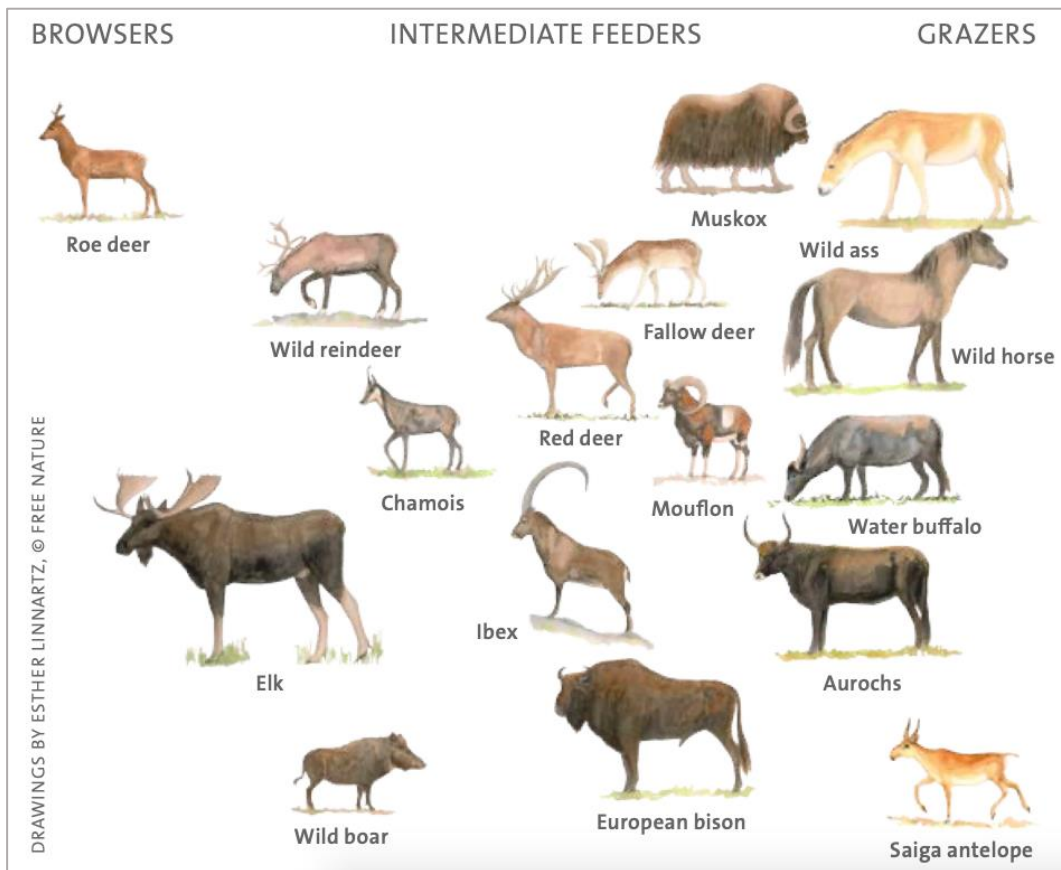 BROWSERS
INTERMEDIATE FEEDERS
GRAZERS
Roe deer
Muskox
Wild ass
Wild reindeer
Fallow deer
Wild horse
Red deer
Chamois
Mouflon
Water buffalo
Ibex
Elk
Aurochs
Wild boar
European bison
Saiga antelope
DRAWINGS BY ESTHER LINNARTZ, © FREE NATURE